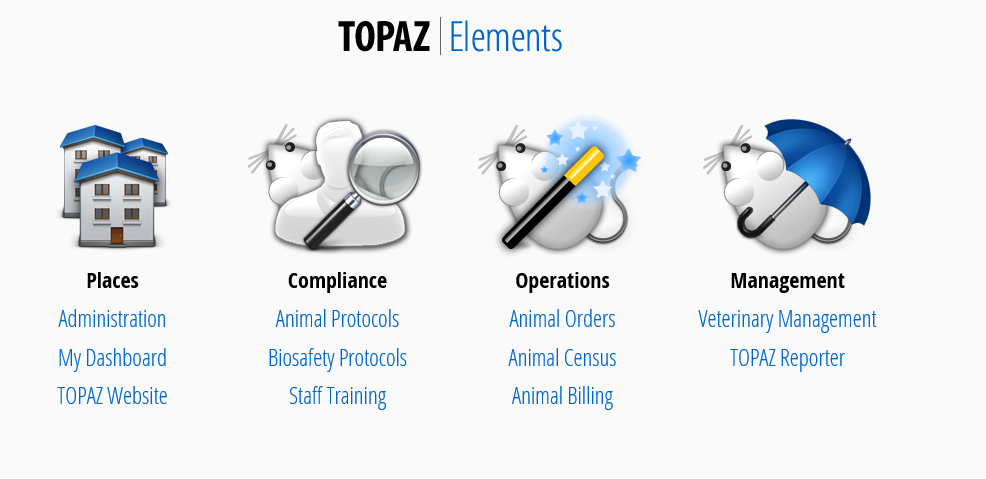 TOPAZ | Elements
Places
Administration
My Dashboard
TOPAZ Website
Compliance
Animal Protocols
Biosafety Protocols
Staff Training
Operations
Animal Orders
Animal Census
Animal Billing
Management
Veterinary Management
TOPAZ Reporter